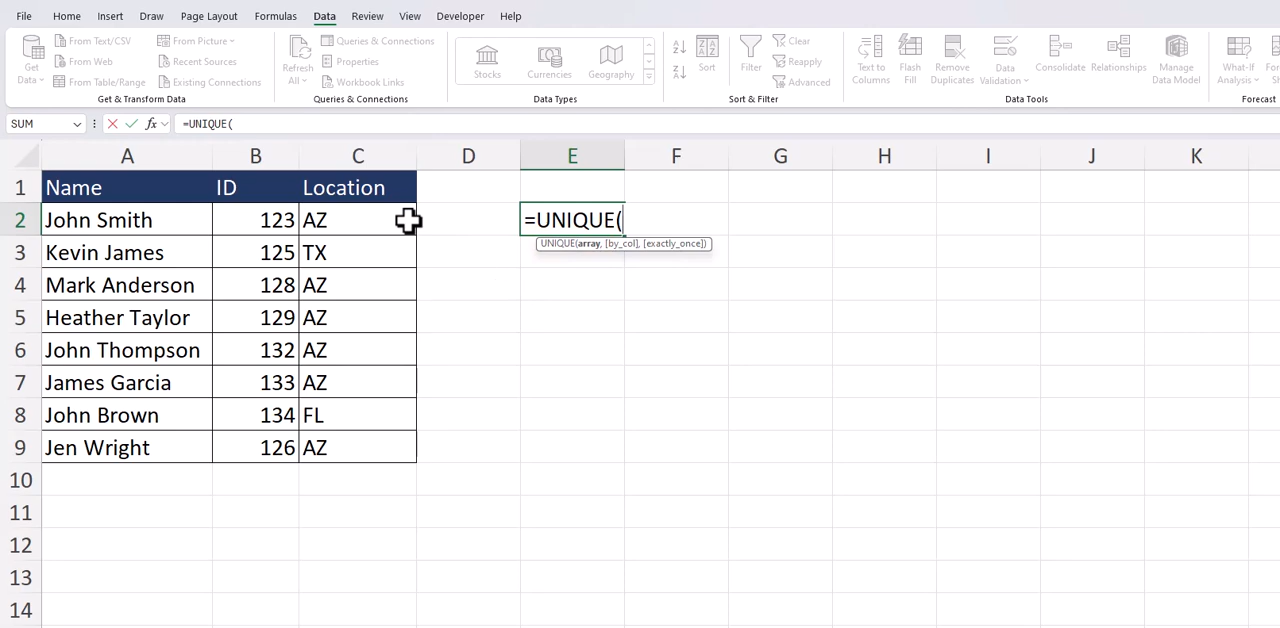 File Home Insert Draw Page Layout Formulas Data Review View Developer Help
Get Data
From Text/CSV
From Web
From Table/Range
From Picture
Recent Sources
Existing Connections
Get & Transform Data
Refresh All
Queries & Connections
Properties
Workbook Links
Queries & Connections
Stocks Currencies Geography
Data Types
Sort
Filter
Clear
Reapply
Advanced
Sort & Filter
Text to Columns
Flash Fill
Remove Duplicates
Data Validation
Consolidate
Relationships
Manage Data Model
Data Tools
What-If Analysis
Forecast
SUM fx =UNIQUE(
A B C D E F G H I J K
1 Name ID Location
2 John Smith 123 AZ =UNIQUE(
UNIQUE(array, [by_col], [exactly_once])
3 Kevin James 125 TX
4 Mark Anderson 128 AZ
5 Heather Taylor 129 AZ
6 John Thompson 132 AZ
7 James Garcia 133 AZ
8 John Brown 134 FL
9 Jen Wright 126 AZ
10
11
12
13
14